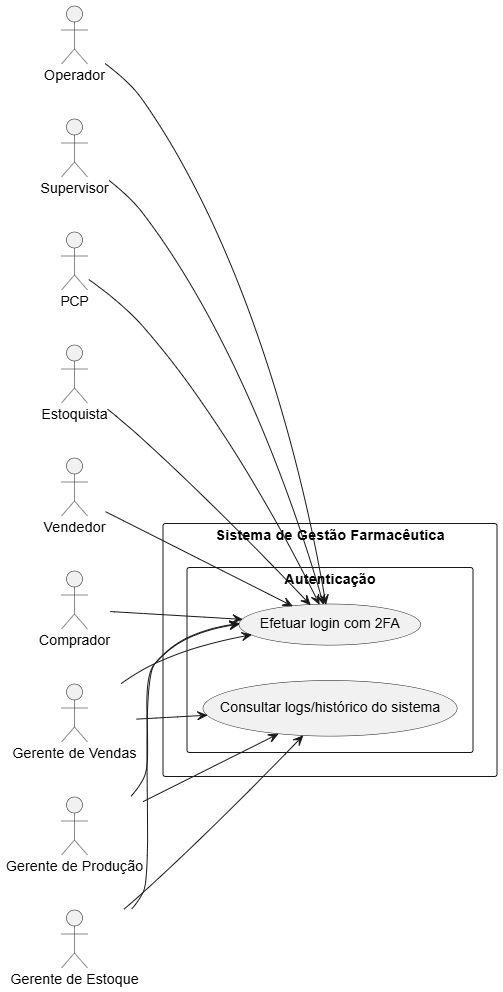 Operador
Supervisor
PCP
Estoquista
Vendedor
Sistema de Gestão Farmacêutica
Autenticação
Efetuar login com 2FA
Comprador
Consultar logs/histórico do sistema
Gerente de Vendas
Gerente de Produção
Gerente de Estoque